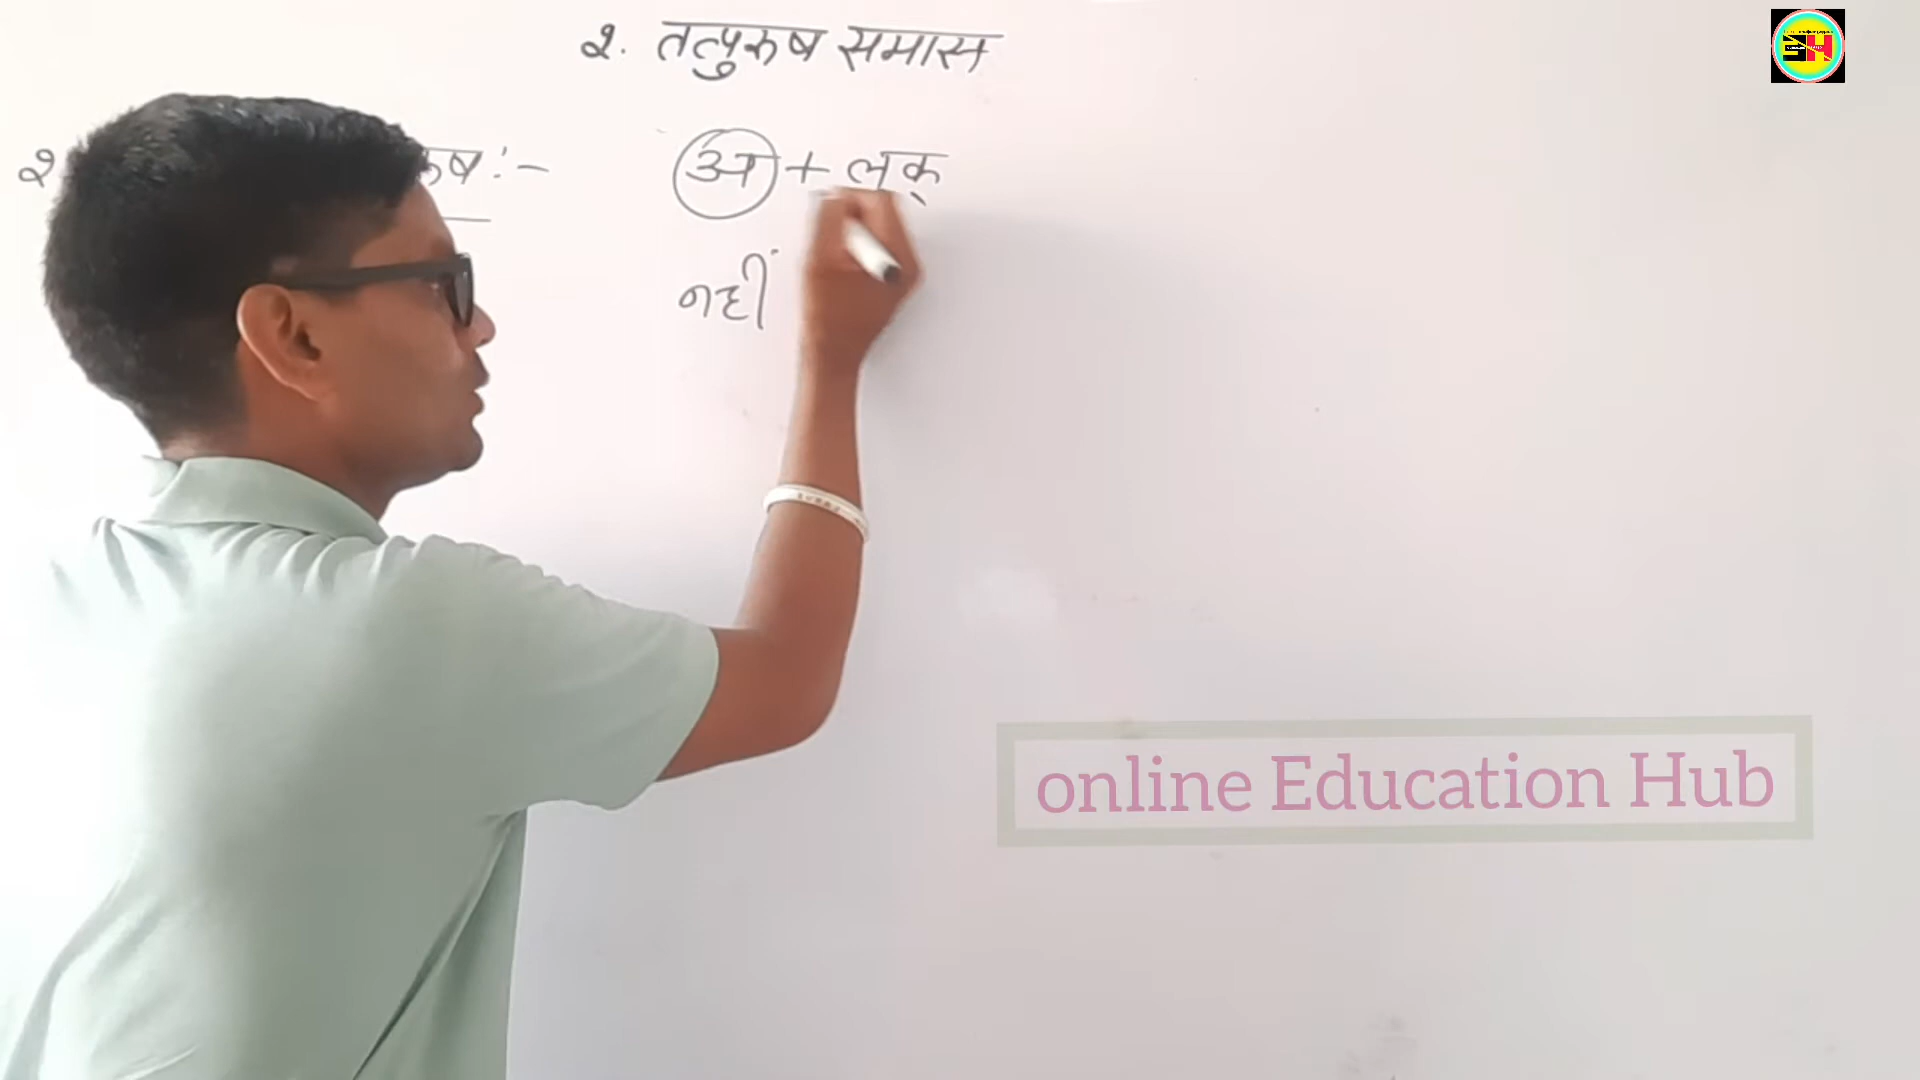 २. तत्पुरुष समास
२ रुष :- अ + लुक्
नहीं
online Education Hub